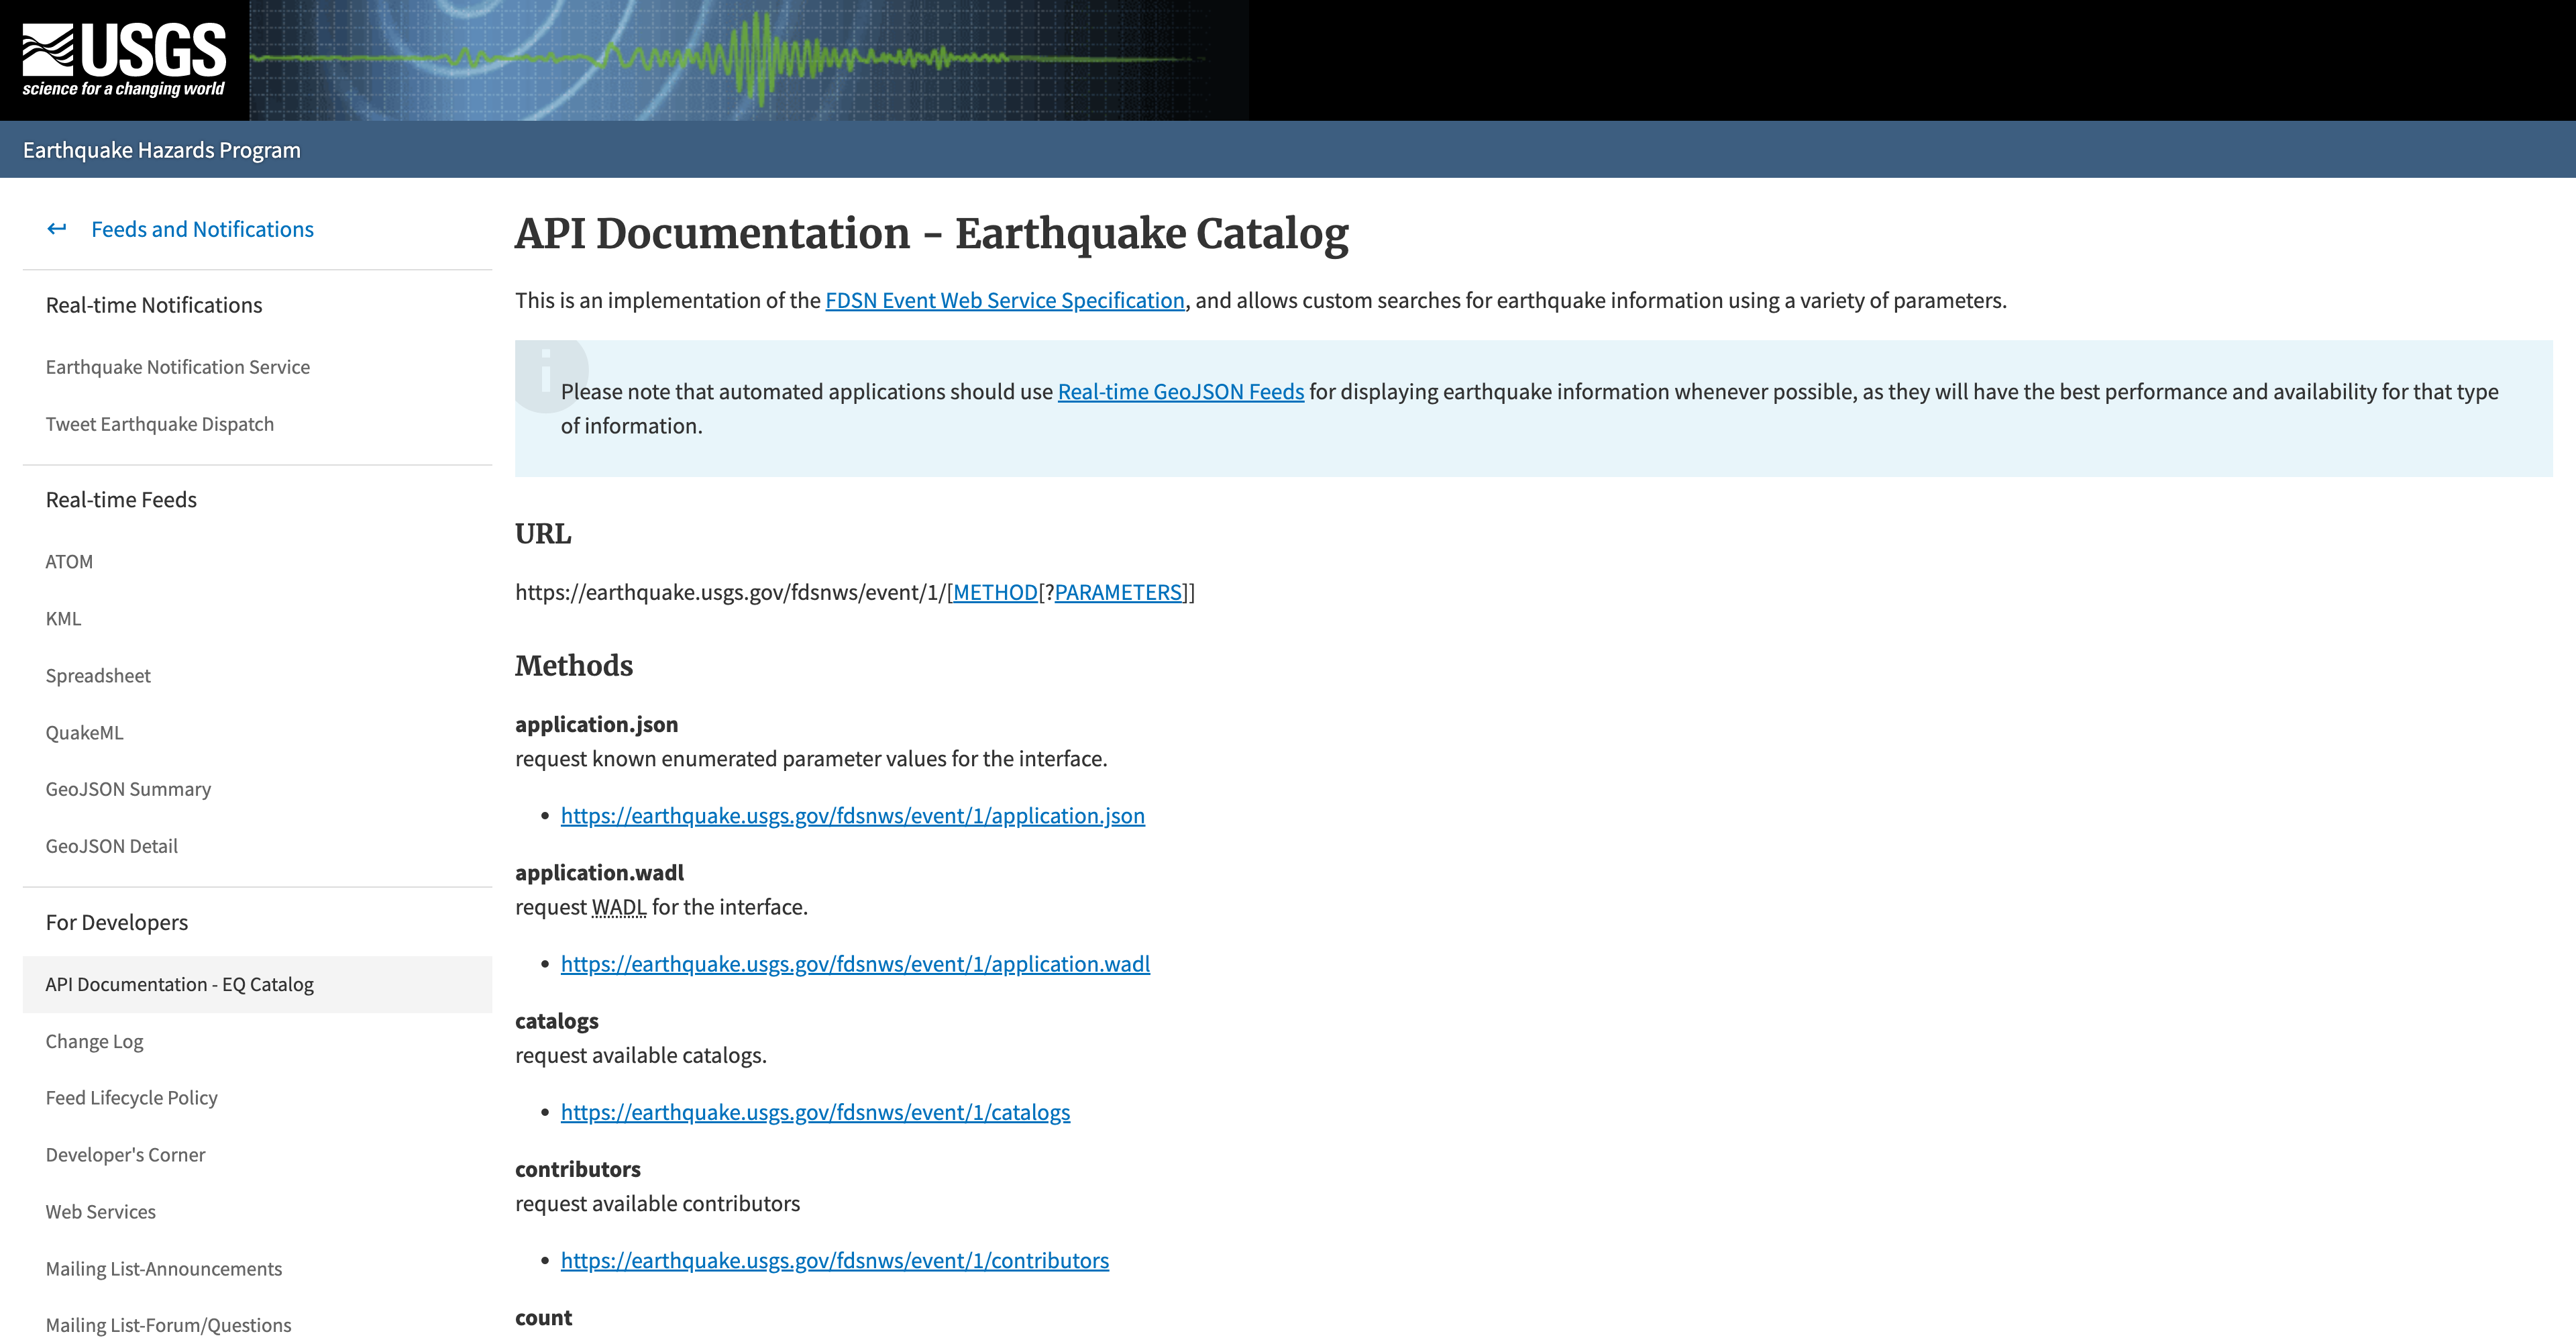 USGS
science for a changing world
Earthquake Hazards Program
Feeds and Notifications
Real-time Notifications
Earthquake Notification Service
Tweet Earthquake Dispatch
Real-time Feeds
ATOM
KML
Spreadsheet
QuakeML
GeoJSON Summary
GeoJSON Detail
For Developers
API Documentation - EQ Catalog
Change Log
Feed Lifecycle Policy
Developer's Corner
Web Services
Mailing List-Announcements
Mailing List-Forum/Questions
API Documentation - Earthquake Catalog
This is an implementation of the FDSN Event Web Service Specification, and allows custom searches for earthquake information using a variety of parameters.
Please note that automated applications should use Real-time GeoJSON Feeds for displaying earthquake information whenever possible, as they will have the best performance and availability for that type
of information.
URL
https://earthquake.usgs.gov/fdsnws/event/1/[METHOD[?PARAMETERS]]
Methods
application.json
request known enumerated parameter values for the interface.
• https://earthquake.usgs.gov/fdsnws/event/1/application.json
application.wadl
request WADL for the interface.
• https://earthquake.usgs.gov/fdsnws/event/1/application.wadl
catalogs
request available catalogs.
• https://earthquake.usgs.gov/fdsnws/event/1/catalogs
contributors
request available contributors
• https://earthquake.usgs.gov/fdsnws/event/1/contributors
count